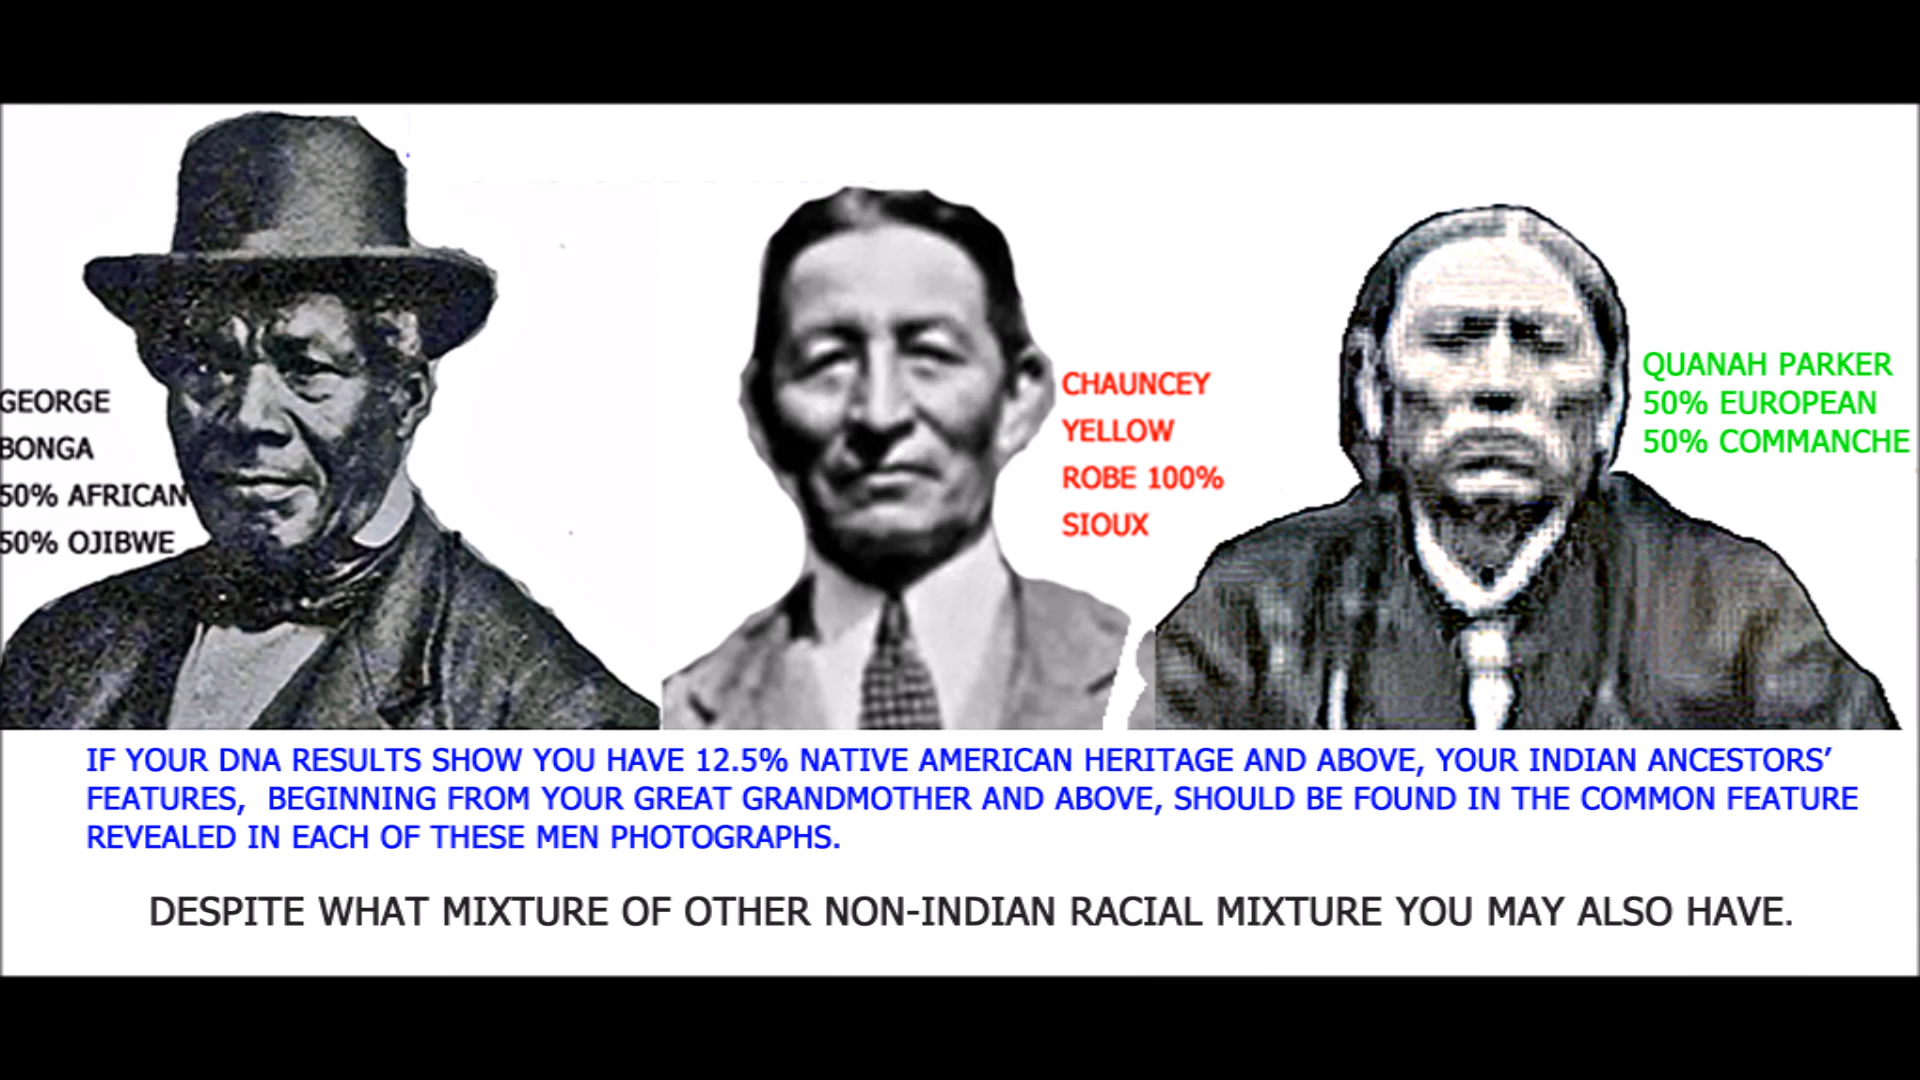 GEORGE
BONGA
50% AFRICAN
50% OJIBWE
CHAUNCEY
YELLOW
ROBE 100%
SIOUX
QUANAH PARKER
50% EUROPEAN
50% COMMANCHE
IF YOUR DNA RESULTS SHOW YOU HAVE 12.5% NATIVE AMERICAN HERITAGE AND ABOVE, YOUR INDIAN ANCESTORS’
FEATURES, BEGINNING FROM YOUR GREAT GRANDMOTHER AND ABOVE, SHOULD BE FOUND IN THE COMMON FEATURE
REVEALED IN EACH OF THESE MEN PHOTOGRAPHS.
DESPITE WHAT MIXTURE OF OTHER NON-INDIAN RACIAL MIXTURE YOU MAY ALSO HAVE.